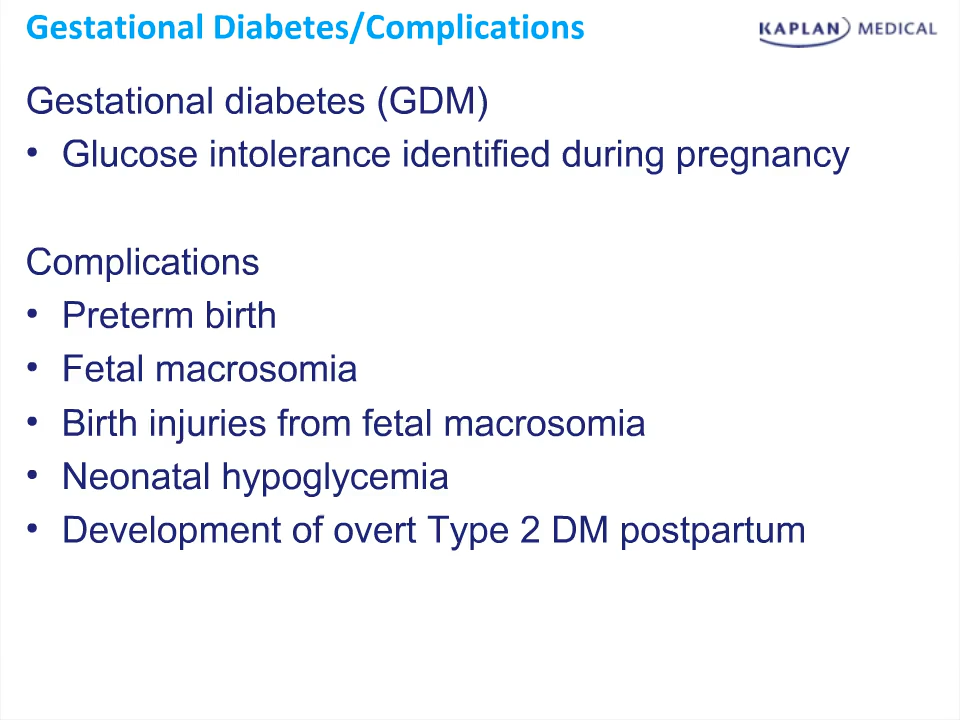 Gestational Diabetes/Complications
KAPLAN MEDICAL
Gestational diabetes (GDM)
• Glucose intolerance identified during pregnancy
Complications
• Preterm birth
• Fetal macrosomia
• Birth injuries from fetal macrosomia
• Neonatal hypoglycemia
• Development of overt Type 2 DM postpartum